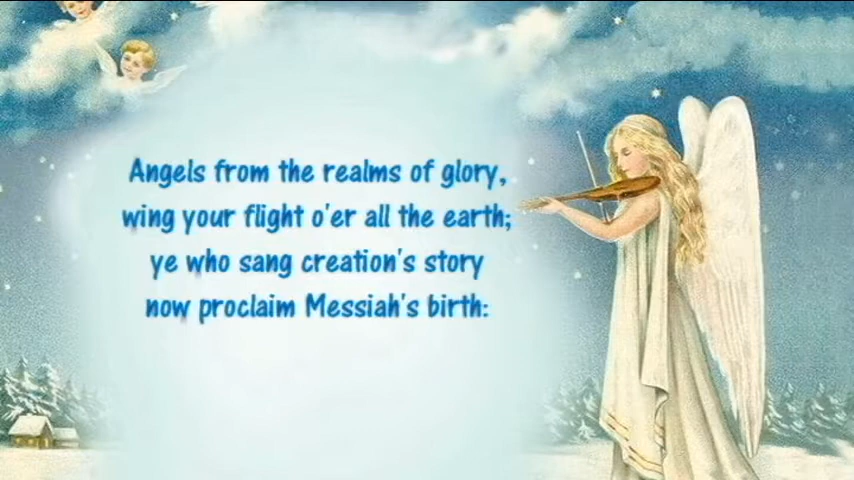 Angels from the realms of glory,
wing your flight o'er all the earth;
ye who sang creation's story
now proclaim Messiah's birth: